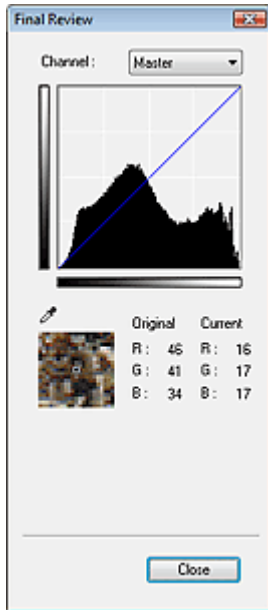 Final Review
Channel : Master
Original Current
R : 46 R : 16
G : 41 G : 17
B : 34 B : 17
Close